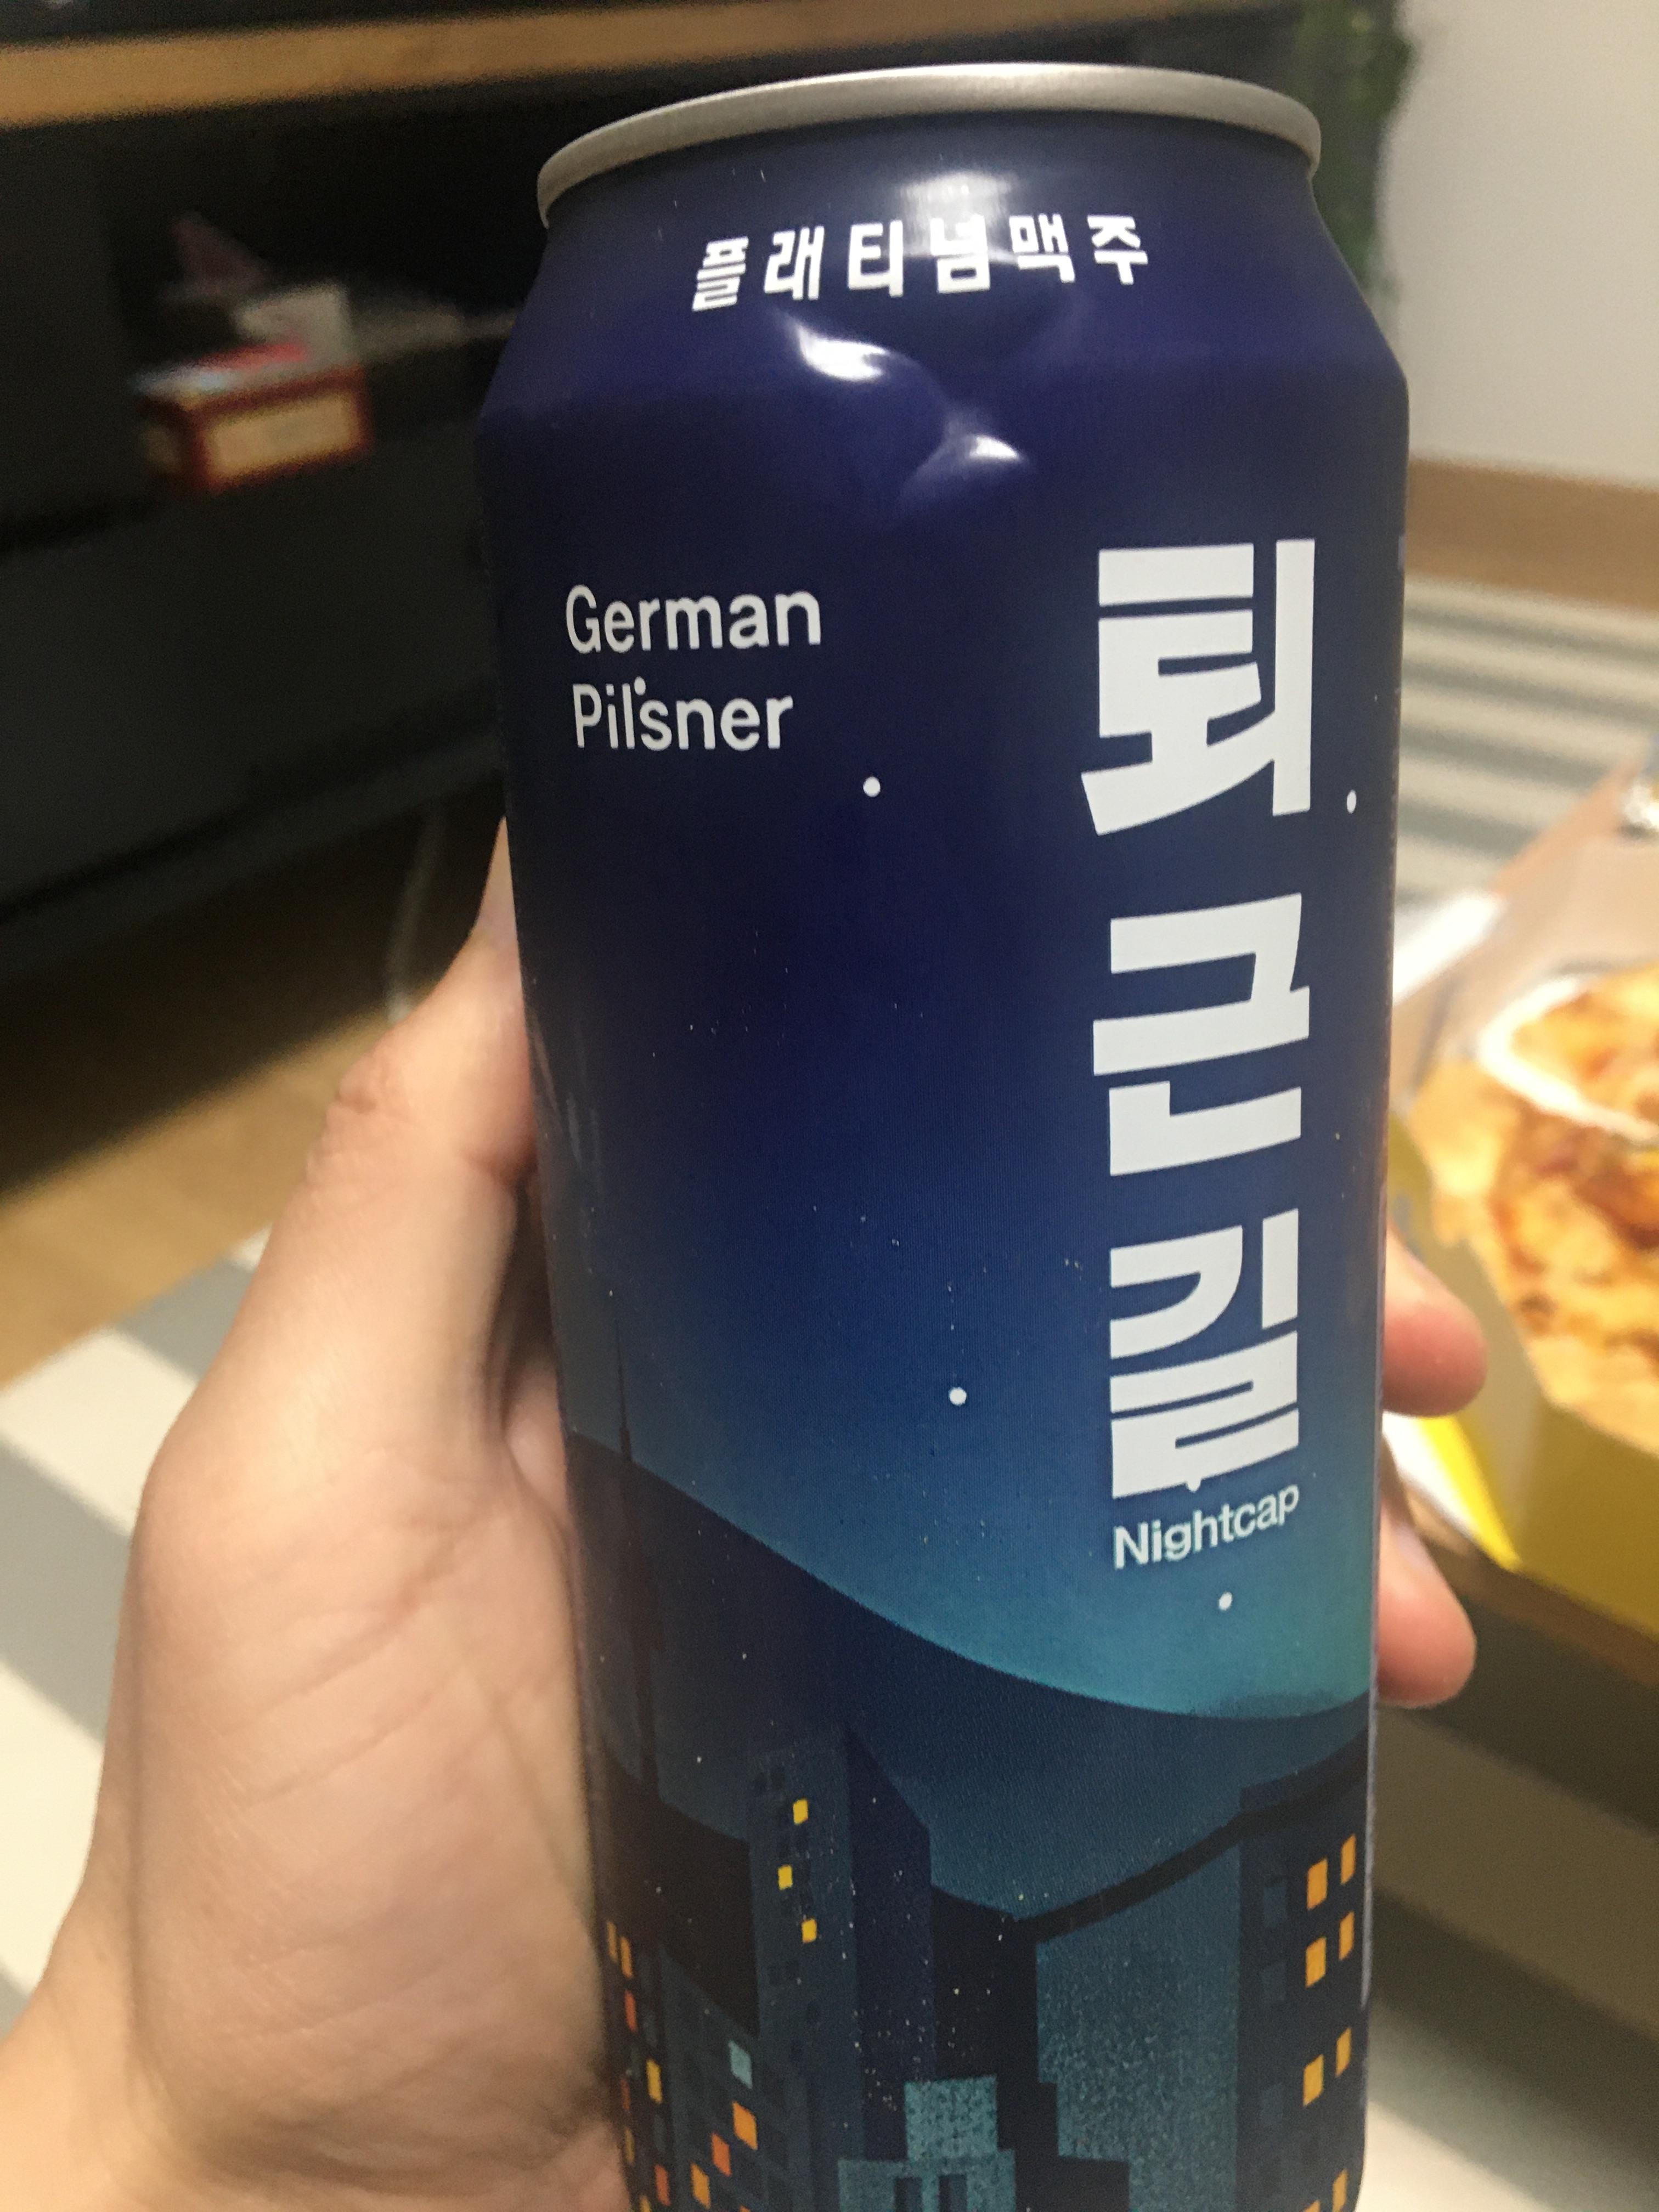 플래티넘맥주
German
Pilsner
퇴근길
Nightcap